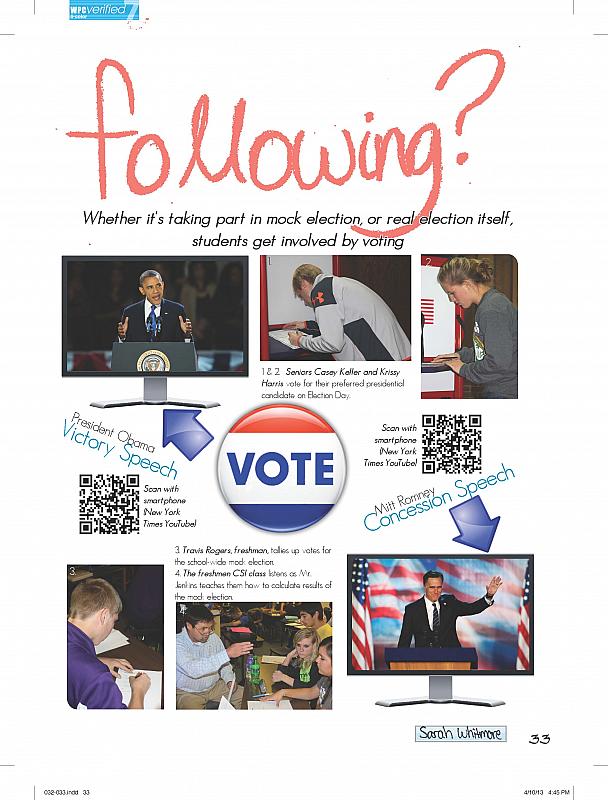 WPC verified
4-color
7
following?
Whether it's taking part in mock election, or real election itself,
students get involved by voting
1.
2.
1 & 2. Seniors Casey Keller and Krissy
Harris vote for their preferred presidential
candidate on Election Day.
President Obama
Victory Speech
VOTE
Scan with
smartphone
(New York
Times YouTube)
Scan with
smartphone
(New York
Times YouTube)
Mitt Romney
Concession Speech
3. Travis Rogers, freshman, tallies up votes for
the school-wide mock election.
4. The freshmen CSI class listens as Mr.
Jenkins teaches them how to calculate results of
the mock election.
3.
4.
Sarah Whitmore
33
032-033.indd 33
4/10/13 4:45 PM